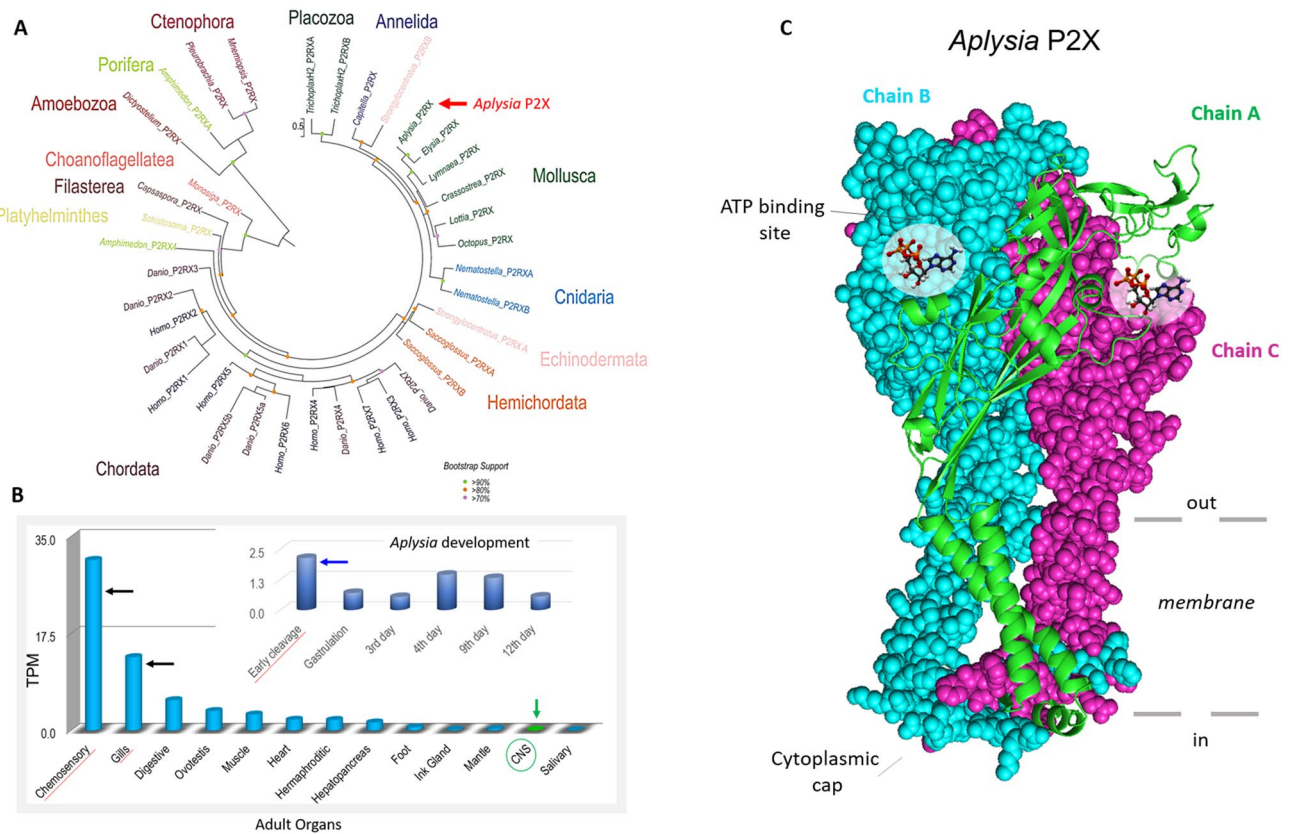 A
Ctenophora
Placozoa
Annelida
Porifera
Amoebozoa
Choanoflagellatea
Filasterea
Platyhelminthes
Mnemiopsis_P2RX
Pleurobrachia_P2RX
Amphimedon_P2RXA
Dictyostelium_P2RX
Monosiga_P2RX
Capsaspora_P2RX
Schistosoma_P2RX
Amphimedon_P2RX4
Danio_P2RX3
Danio_P2RX2
Homo_P2RX2
Danio_P2RX1
Homo_P2RX1
Homo_P2RX5
Danio_P2RX5b
Danio_P2RX5a
Homo_P2RX6
Homo_P2RX4
Danio_P2RX4
Homo_P2RX7
Homo_P2RX3
Danio_P2RX7
Saccoglossus_P2RXB
Saccoglossus_P2RXA
Strongylocentrotus_P2RXA
Nematostella_P2RXB
Nematostella_P2RXA
Octopus_P2RX
Lottia_P2RX
Crassostrea_P2RX
Lymnaea_P2RX
Elysia_P2RX
Aplysia_P2RX
Strongylocentrotus_P2RXB
Capitella_P2RX
TrichoplaxH2_P2RXB
TrichoplaxH2_P2RXA
0.5
Aplysia P2X
Mollusca
Cnidaria
Echinodermata
Hemichordata
Chordata
Bootstrap Support
>90%
>80%
>70%
B
35.0
17.5
0.0
TPM
Aplysia development
2.5
1.3
0.0
Early cleavage
Gastrulation
3rd day
4th day
9th day
12th day
Chemosensory
Gills
Digestive
Ovotestis
Muscle
Heart
Hermaphroditic
Hepatopancreas
Foot
Ink Gland
Mantle
CNS
Salivary
Adult Organs
C
Aplysia P2X
Chain B
Chain A
ATP binding
site
Chain C
out
membrane
in
Cytoplasmic
cap